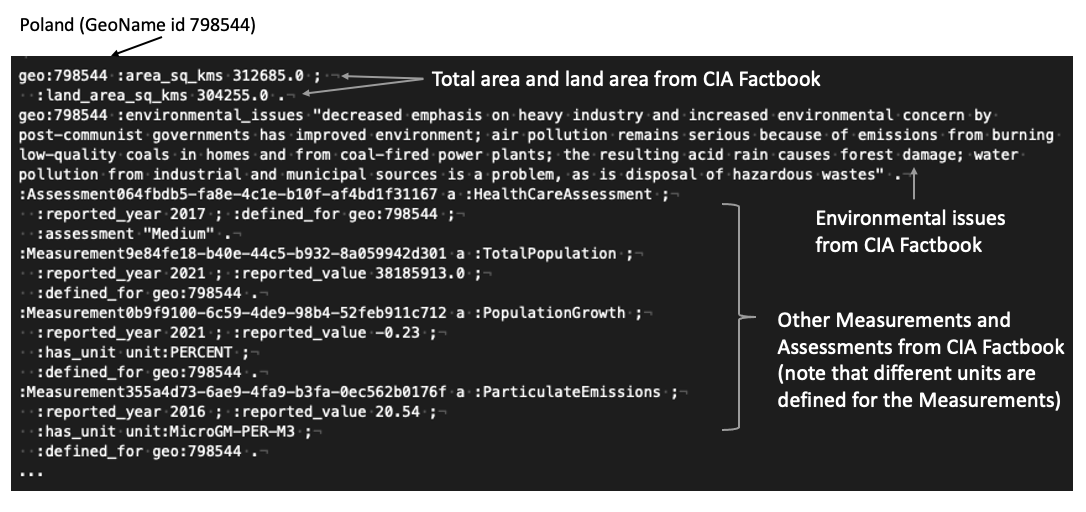 Poland (GeoName id 798544)
geo:798544 :area_sq_kms 312685.0 ;
:land_area_sq_kms 304255.0 .
Total area and land area from CIA Factbook
geo:798544 :environmental_issues "decreased emphasis on heavy industry and increased environmental concern by
post-communist governments has improved environment; air pollution remains serious because of emissions from burning
low-quality coals in homes and from coal-fired power plants; the resulting acid rain causes forest damage; water
pollution from industrial and municipal sources is a problem, as is disposal of hazardous wastes" .
Environmental issues
from CIA Factbook
:Assessment064fbdb5-fa8e-4c1e-b10f-af4bd1f31167 a :HealthCareAssessment ;
:reported_year 2017 ; :defined_for geo:798544 ;
:assessment "Medium" .
:Measurement9e84fe18-b40e-44c5-b932-8a059942d301 a :TotalPopulation ;
:reported_year 2021 ; :reported_value 38185913.0 ;
:defined_for geo:798544 .
:Measurement0b9f9100-6c59-4de9-98b4-52feb911c712 a :PopulationGrowth ;
:reported_year 2021 ; :reported_value -0.23 ;
:has_unit unit:PERCENT ;
:defined_for geo:798544 .
:Measurement355a4d73-6ae9-4fa9-b3fa-0ec562b0176f a :ParticulateEmissions ;
:reported_year 2016 ; :reported_value 20.54 ;
:has_unit unit:MicroGM-PER-M3 ;
:defined_for geo:798544 .
...
Other Measurements and
Assessments from CIA Factbook
(note that different units are
defined for the Measurements)